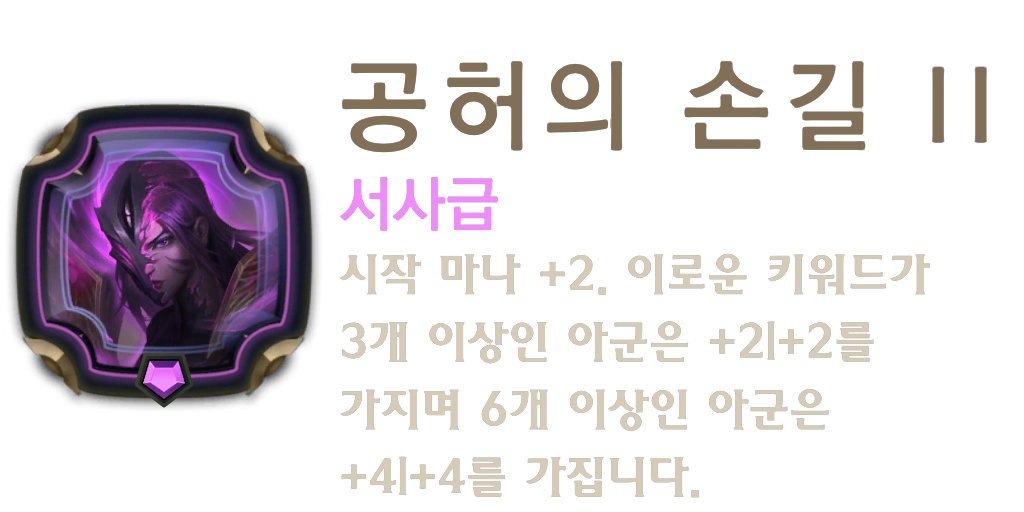 공허의 손길 II
서사급
시작 마나 +2. 이로운 키워드가
3개 이상인 아군은 +2|+2를
가지며 6개 이상인 아군은
+4|+4를 가집니다.